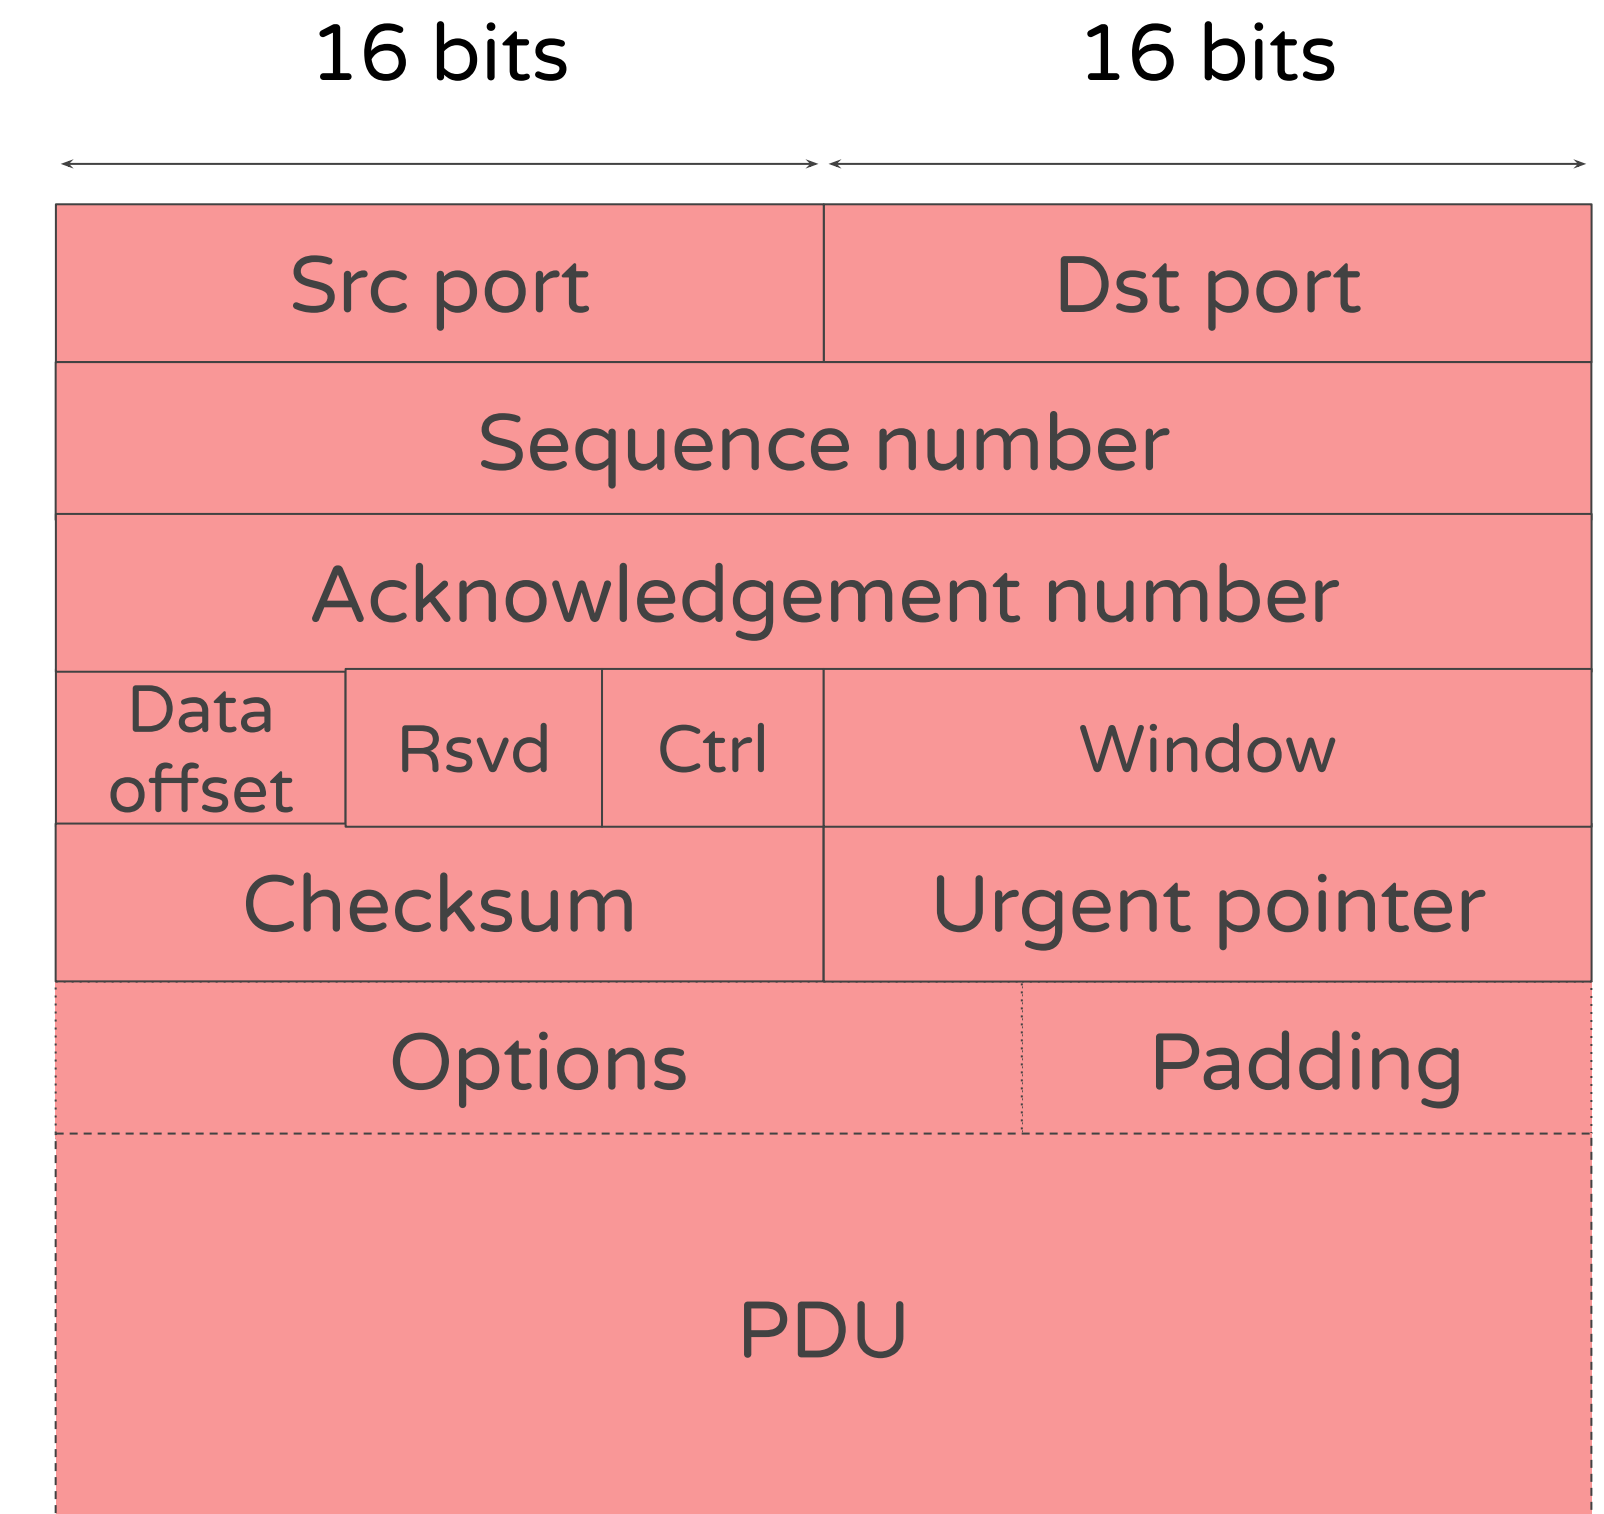 16 bits 16 bits
Src port Dst port
Sequence number
Acknowledgement number
Data
offset Rsvd Ctrl Window
Checksum Urgent pointer
Options Padding
PDU